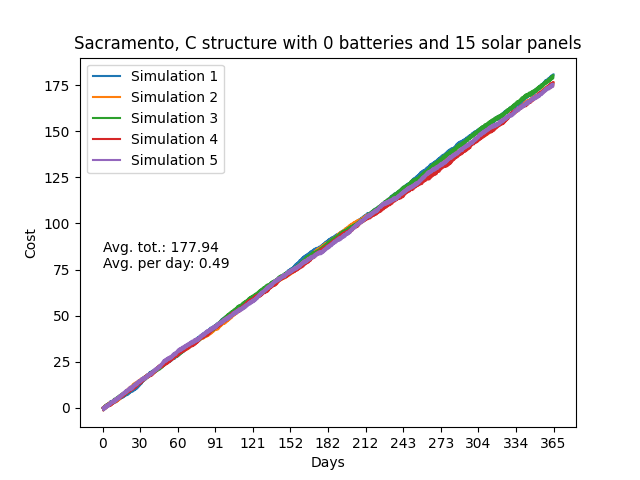 Sacramento, C structure with 0 batteries and 15 solar panels
Simulation 1
Simulation 2
Simulation 3
Simulation 4
Simulation 5
175
150
125
100
75
50
25
0
Cost
Avg. tot.: 177.94
Avg. per day: 0.49
0 30 60 91 121 152 182 212 243 273 304 334 365
Days